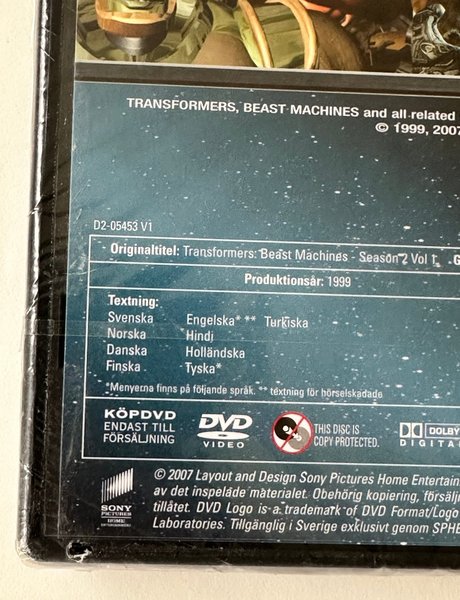 TRANSFORMERS, BEAST MACHINES and all related
© 1999, 2007
D2-05453 V1
Originaltitel: Transformers: Beast Machines - Season 2 Vol 1
Produktionsår: 1999
Textning:
Svenska Engelska* ** Turkiska
Norska Hindi
Danska Holländska
Finska Tyska*
*Menyerna finns på följande språk. ** textning för hörselskadade
KÖPDVD
ENDAST TILL
FÖRSÄLJNING
DVD
VIDEO
THIS DISC IS
COPY PROTECTED.
DOLBY
DIGITAL
© 2007 Layout and Design Sony Pictures Home Entertain
av det inspelade materialet. Obehörig kopiering, försälj
tillåtet. DVD Logo is a trademark of DVD Format/Logo
Laboratories. Tillgänglig i Sverige exklusivt genom SPHE
SONY
PICTURES
HOME
ENTERTAINMENT